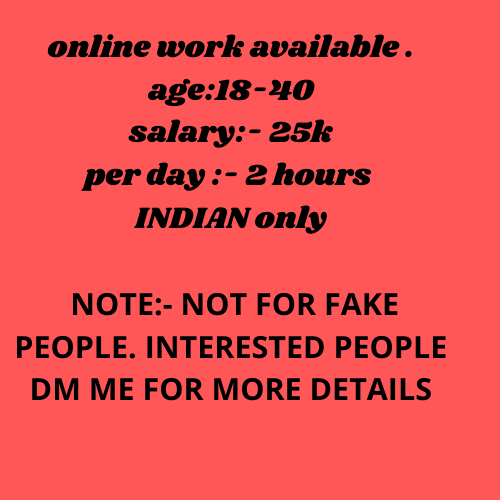 online work available .
age:18-40
salary:- 25k
per day :- 2 hours
INDIAN only
NOTE:- NOT FOR FAKE
PEOPLE. INTERESTED PEOPLE
DM ME FOR MORE DETAILS